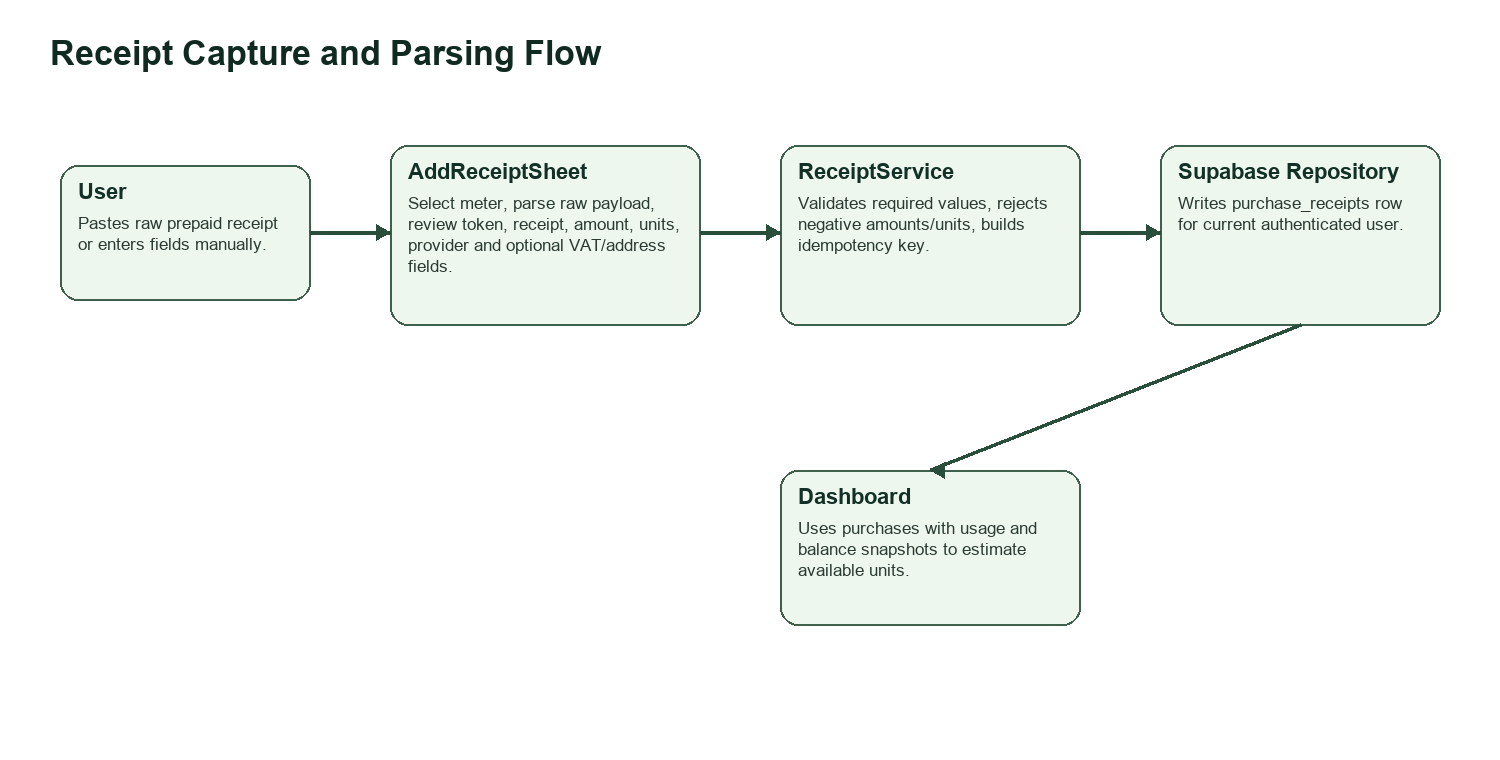 Receipt Capture and Parsing Flow
User
Pastes raw prepaid receipt
or enters fields manually.
AddReceiptSheet
Select meter, parse raw payload,
review token, receipt, amount, units,
provider and optional VAT/address
fields.
ReceiptService
Validates required values, rejects
negative amounts/units, builds
idempotency key.
Supabase Repository
Writes purchase_receipts row
for current authenticated user.
Dashboard
Uses purchases with usage and
balance snapshots to estimate
available units.